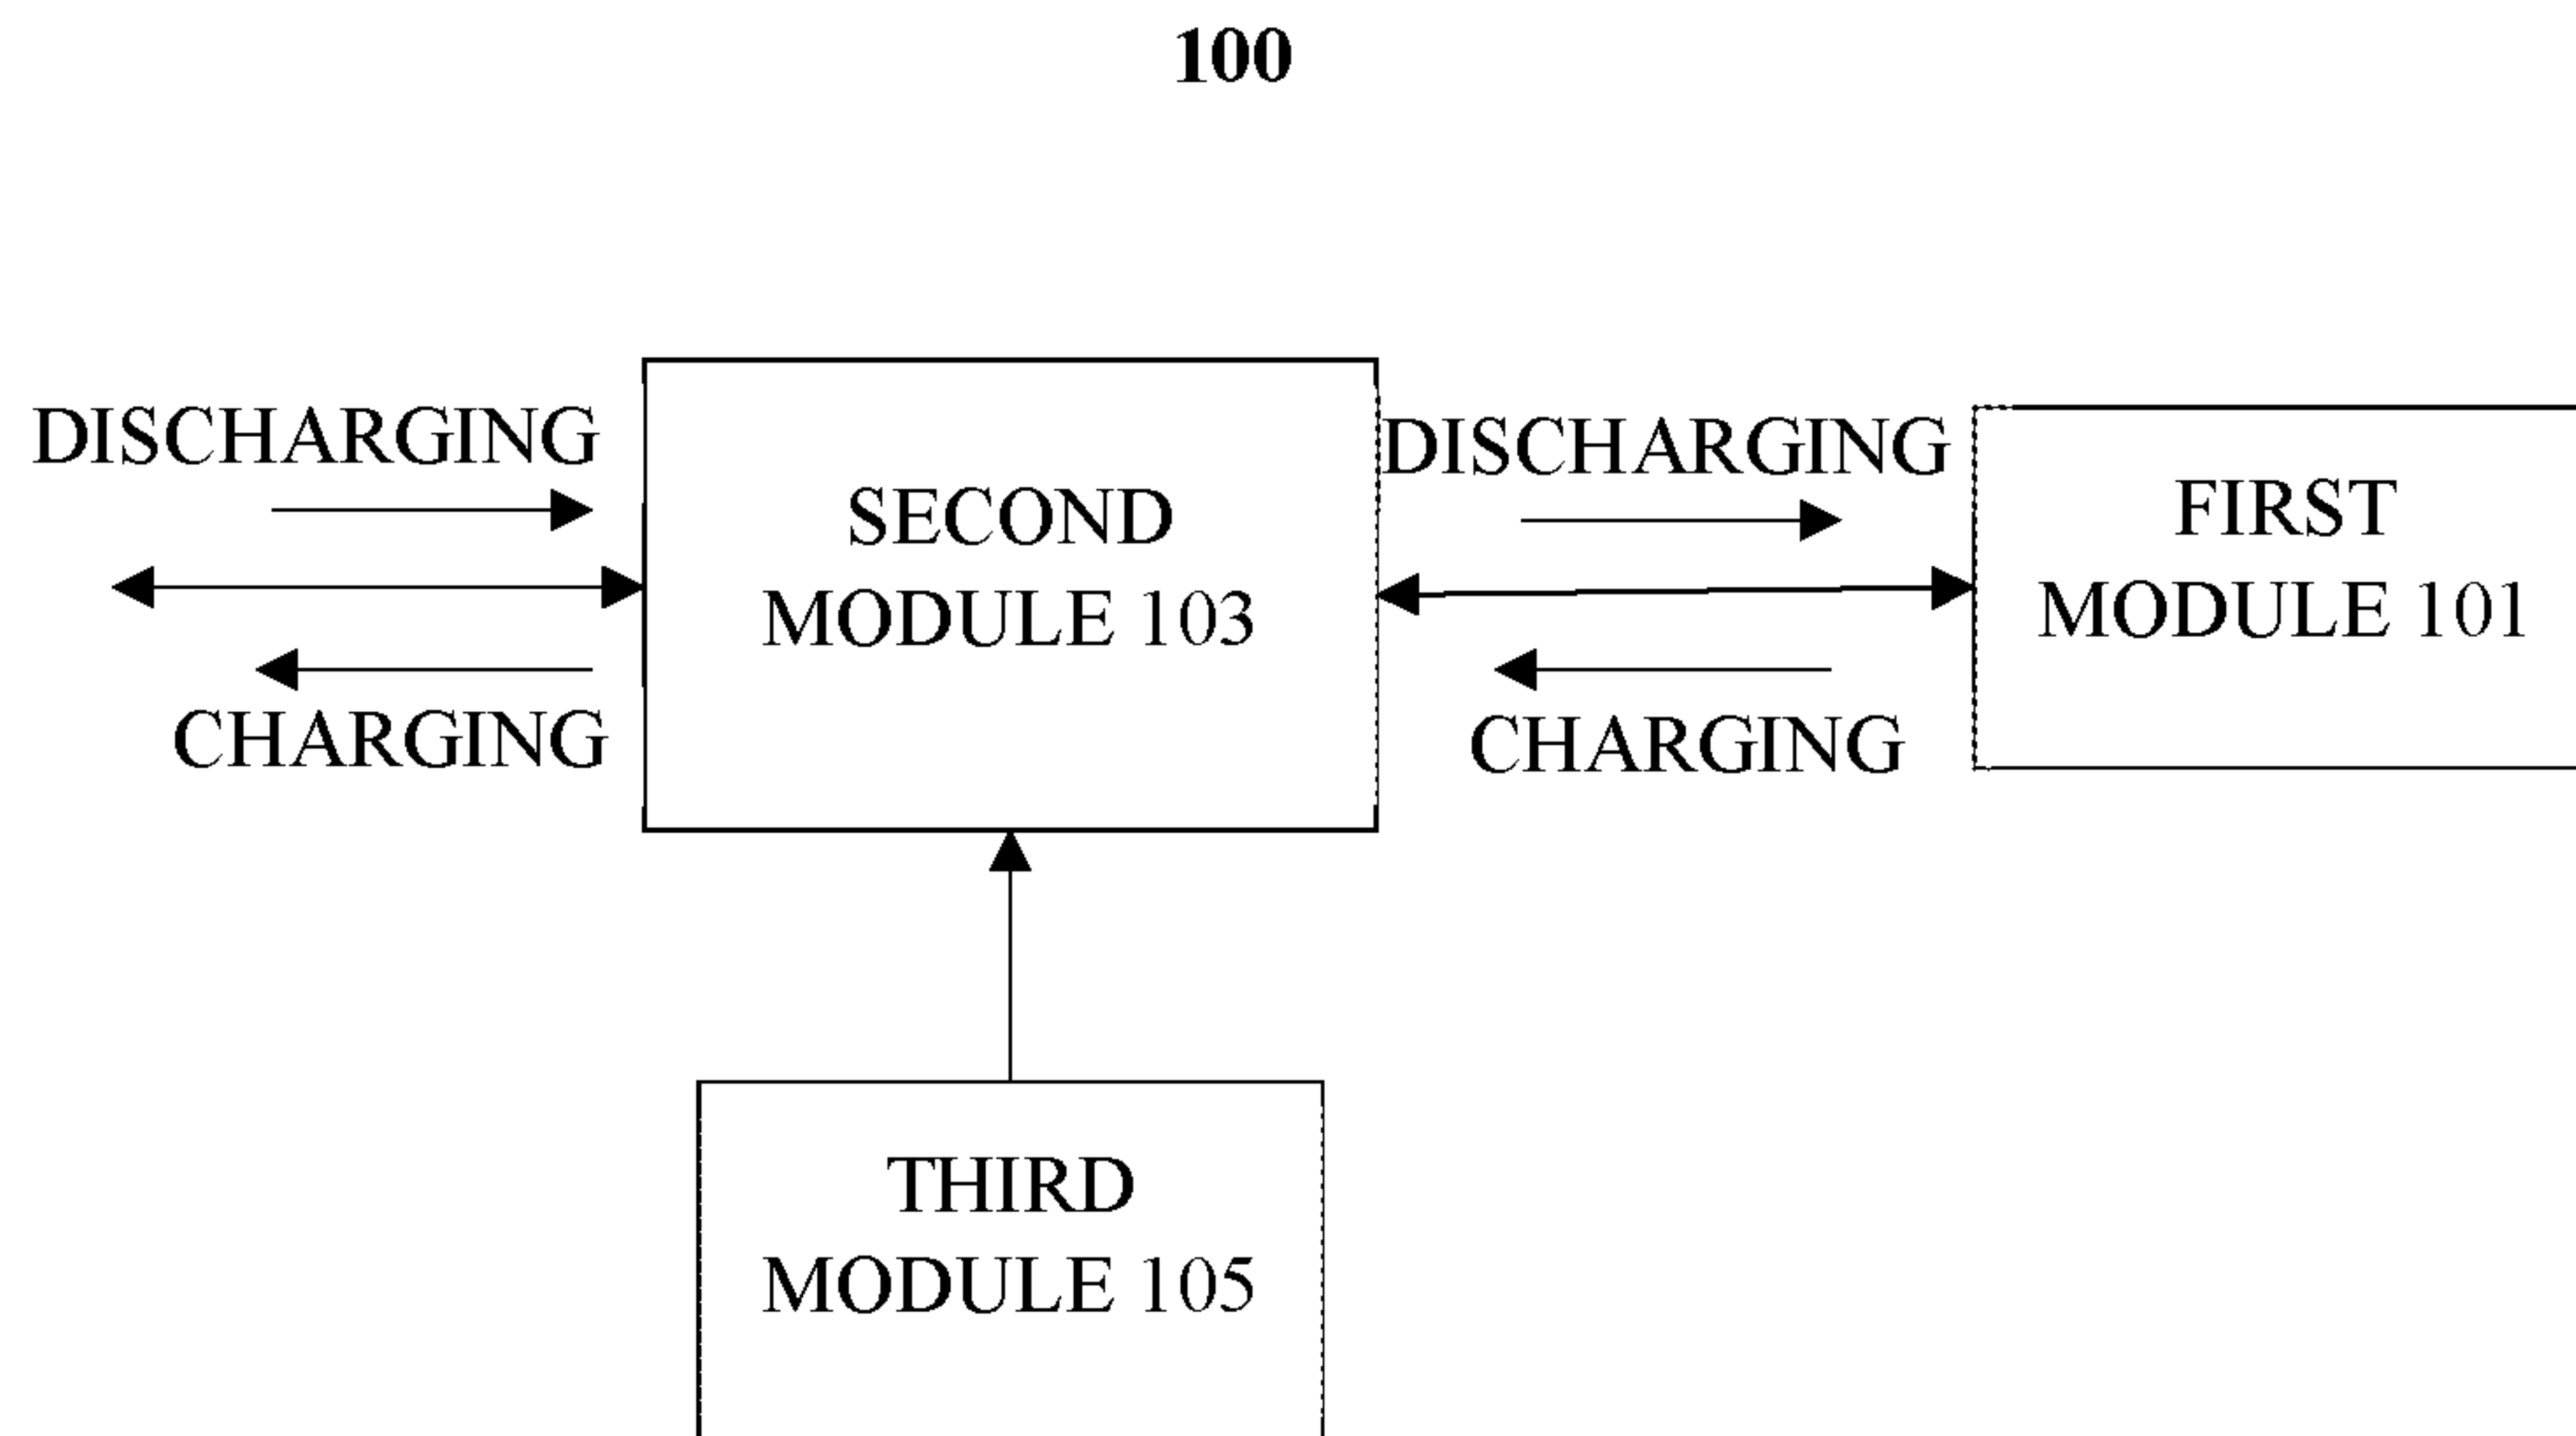 100
DISCHARGING
SECOND
MODULE 103
CHARGING
DISCHARGING
CHARGING
FIRST
MODULE 101
THIRD
MODULE 105